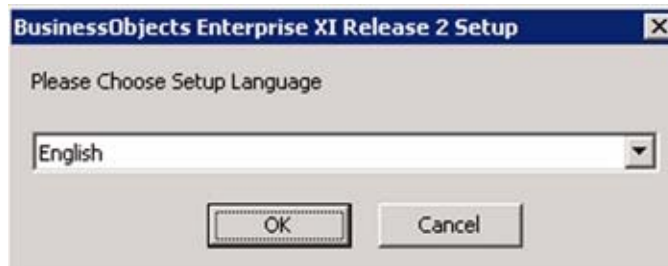 BusinessObjects Enterprise XI Release 2 Setup
Please Choose Setup Language
English
OK Cancel